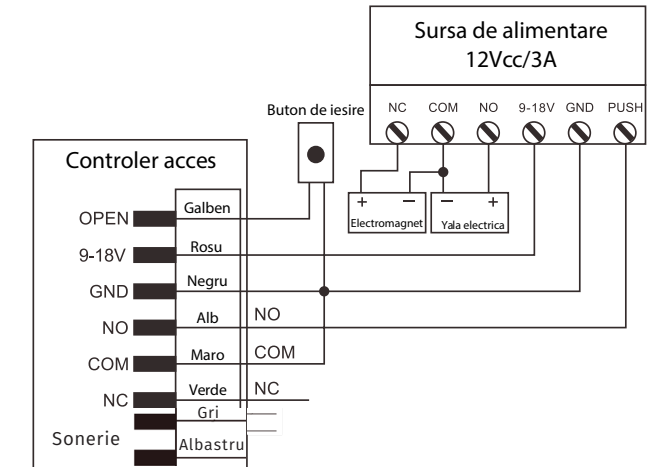 Sursa de alimentare
12Vcc/3A
NC COM NO 9-18V GND PUSH
Buton de iesire
+ − − +
Electromagnet Yala electrica
Controler acces
OPEN Galben
9-18V Rosu
GND Negru
NO Alb NO
COM Maro COM
NC Verde NC
Gri
Sonerie
Albastru